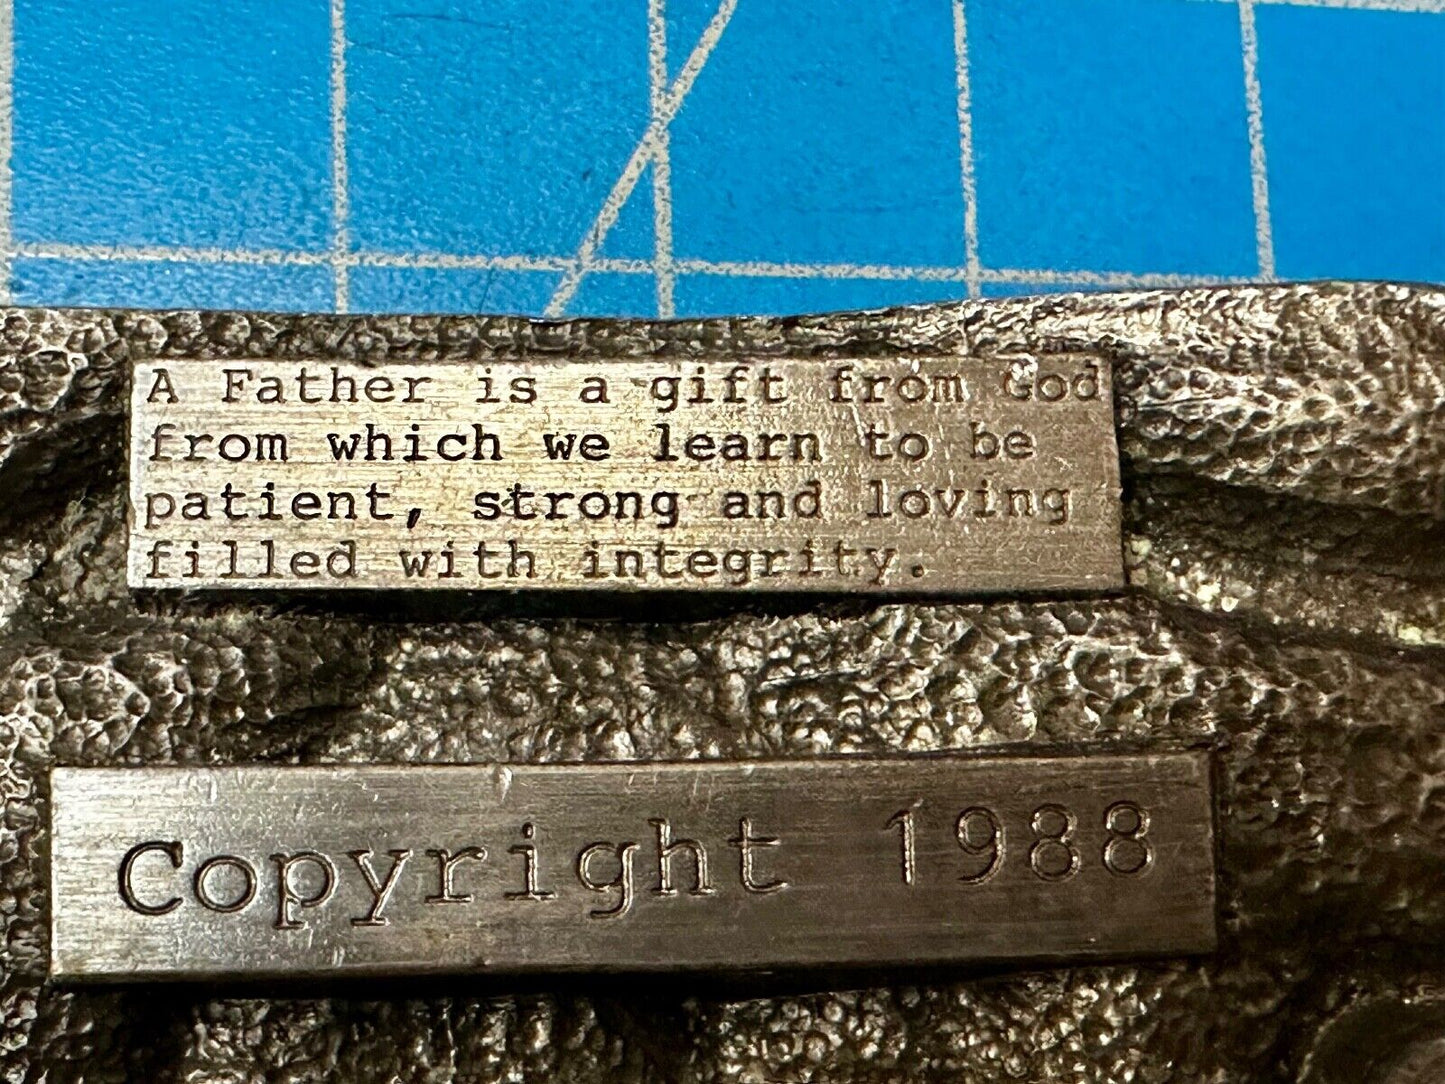 A Father is a gift from God
from which we learn to be
patient, strong and loving
filled with integrity.
Copyright 1988